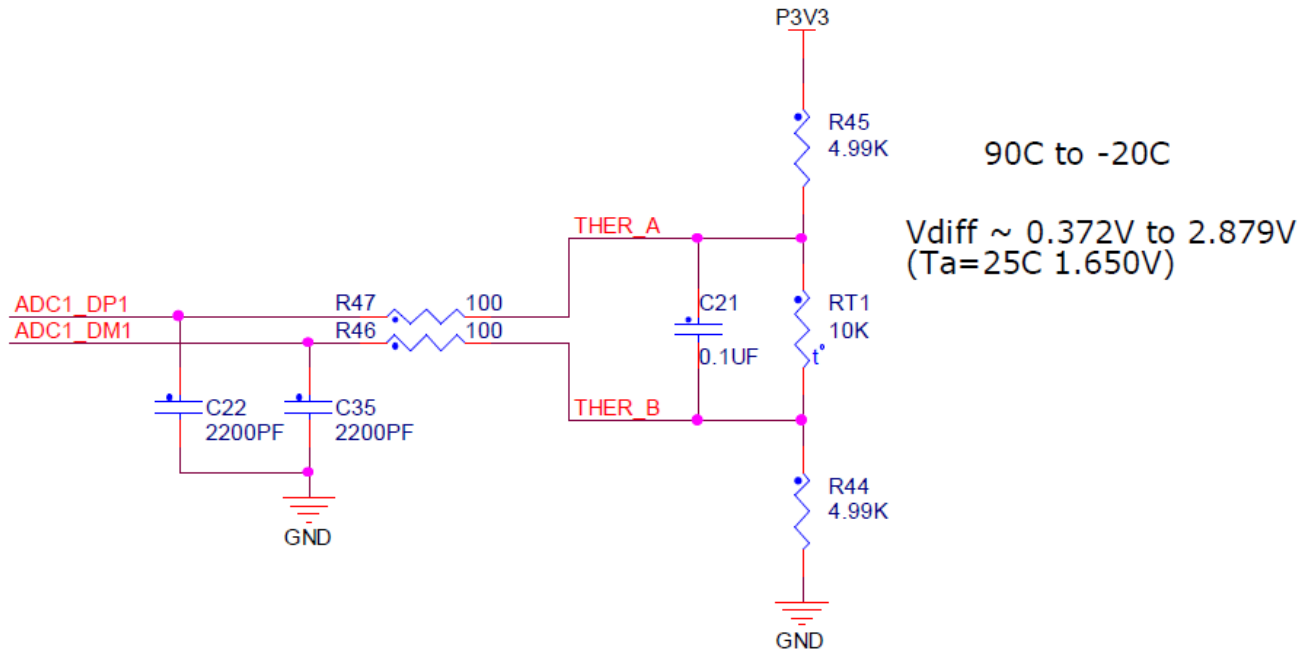 P3V3
R45
4.99K
90C to -20C
THER_A
Vdiff ~ 0.372V to 2.879V
(Ta=25C 1.650V)
ADC1_DP1
R47 100
C21
RT1
ADC1_DM1
R46 100
10K
0.1UF
t°
C22
C35
THER_B
2200PF
2200PF
R44
4.99K
GND
GND